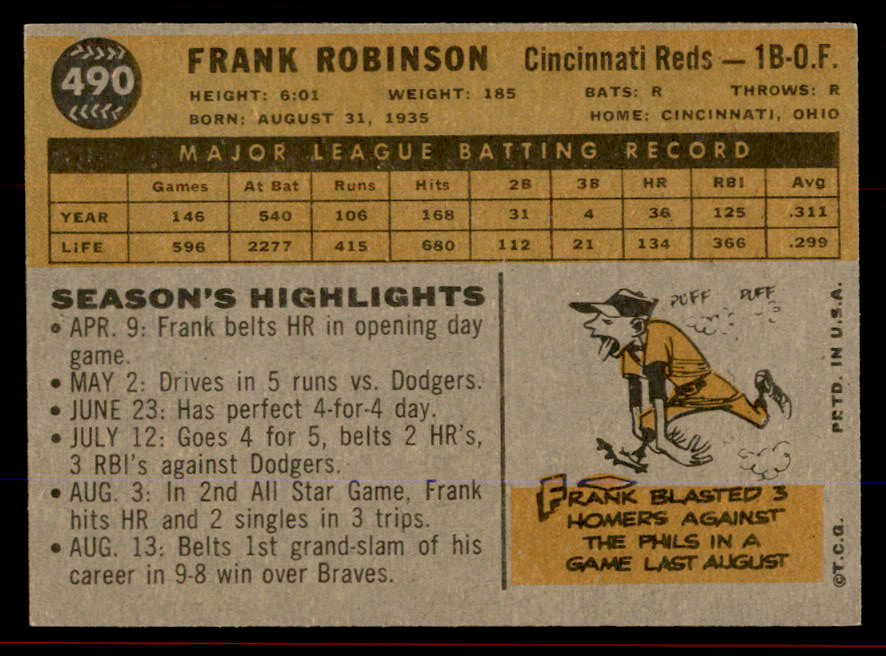 490
FRANK ROBINSON Cincinnati Reds — 1B-O.F.
HEIGHT: 6:01 WEIGHT: 185 BATS: R THROWS: R
BORN: AUGUST 31, 1935 HOME: CINCINNATI, OHIO
MAJOR LEAGUE BATTING RECORD
Games At Bat Runs Hits 2B 3B HR RBI Avg
YEAR 146 540 106 168 31 4 36 125 .311
LiFE 596 2277 415 680 112 21 134 366 .299
SEASON'S HIGHLIGHTS
• APR. 9: Frank belts HR in opening day
game.
• MAY 2: Drives in 5 runs vs. Dodgers.
• JUNE 23: Has perfect 4-for-4 day.
• JULY 12: Goes 4 for 5, belts 2 HR's,
3 RBI's against Dodgers.
• AUG. 3: In 2nd All Star Game, Frank
hits HR and 2 singles in 3 trips.
• AUG. 13: Belts 1st grand-slam of his
career in 9-8 win over Braves.
PUFF PUFF
FRANK BLASTED 3
HOMERS AGAINST
THE PHILS IN A
GAME LAST AUGUST
©T.C.G. PRTD. IN U.S.A.